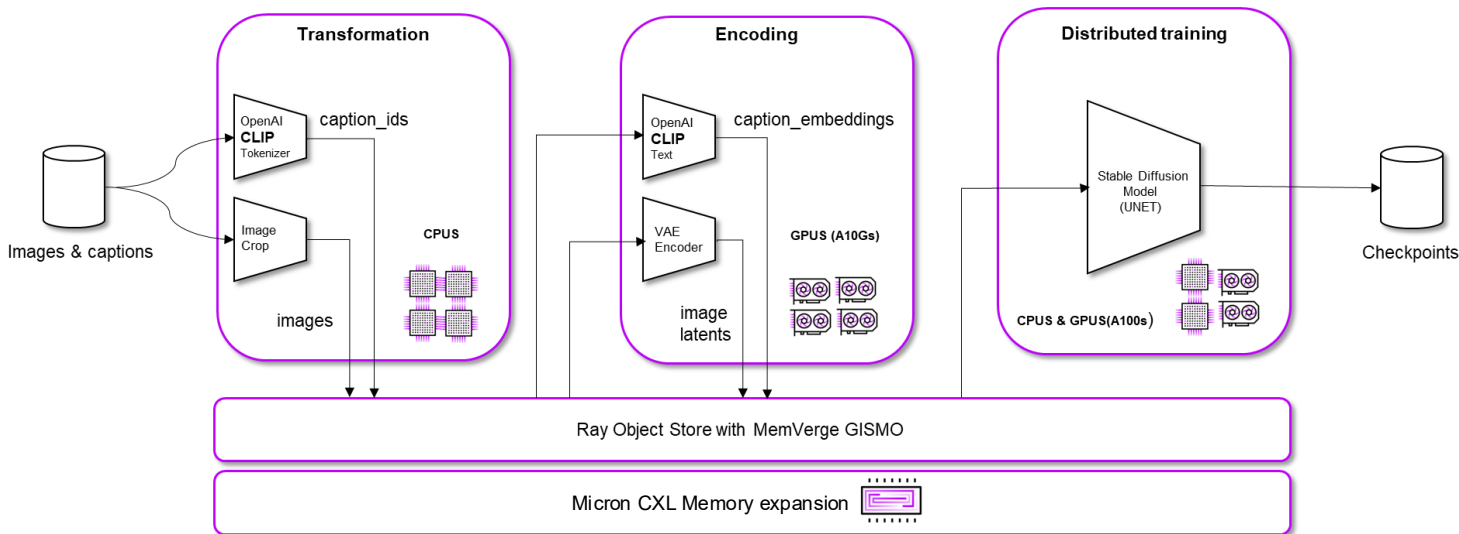 Transformation
Encoding
Distributed training
OpenAI
CLIP
Tokenizer
caption_ids
Image
Crop
CPUS
images
Images & captions
OpenAI
CLIP
Text
caption_embeddings
VAE
Encoder
GPUS (A10Gs)
image
latents
Stable Diffusion
Model
(UNET)
CPUS & GPUS(A100s)
Checkpoints
Ray Object Store with MemVerge GISMO
Micron CXL Memory expansion